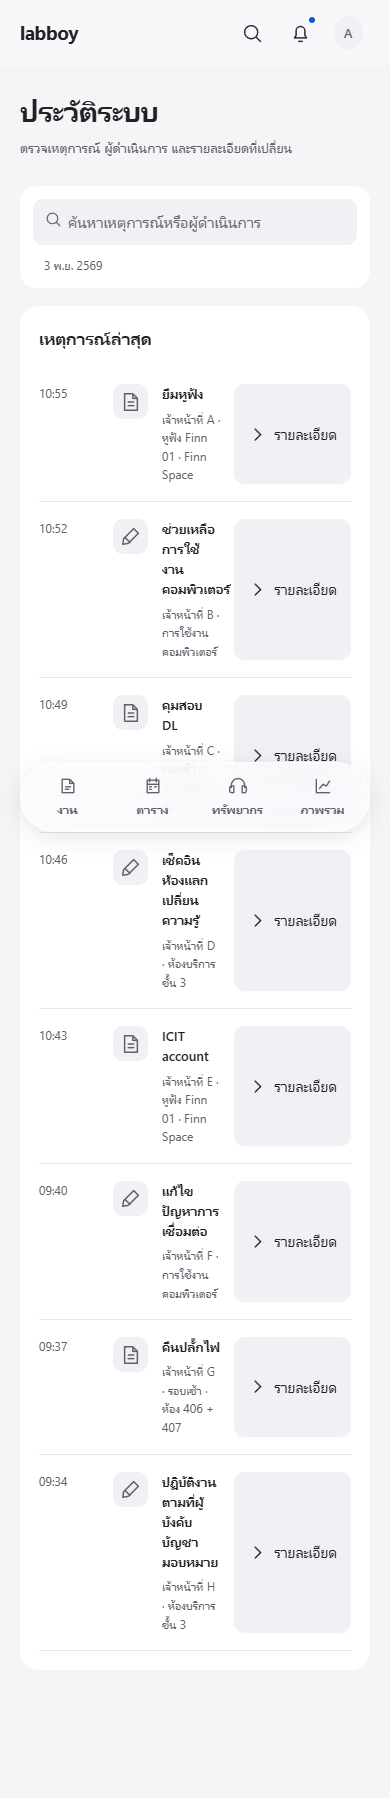 labboy
A
ประวัติระบบ
ตรวจเหตุการณ์ ผู้ดำเนินการ และรายละเอียดที่เปลี่ยน
ค้นหาเหตุการณ์หรือผู้ดำเนินการ
3 พ.ย. 2569
เหตุการณ์ล่าสุด
10:55
ยืมหูฟัง
เจ้าหน้าที่ A ·
หูฟัง Finn
01 · Finn
Space
รายละเอียด
10:52
ช่วยเหลือ
การใช้
งาน
คอมพิวเตอร์
เจ้าหน้าที่ B ·
การใช้งาน
คอมพิวเตอร์
รายละเอียด
10:49
คุมสอบ
DL
เจ้าหน้าที่ C ·
รายละเอียด
งาน
ตาราง
ทรัพยากร
ภาพรวม
10:46
เช็คอิน
ห้องแลก
เปลี่ยน
ความรู้
เจ้าหน้าที่ D
· ห้องบริการ
ชั้น 3
รายละเอียด
10:43
ICIT
account
เจ้าหน้าที่ E ·
หูฟัง Finn
01 · Finn
Space
รายละเอียด
09:40
แก้ไข
ปัญหาการ
เชื่อมต่อ
เจ้าหน้าที่ F ·
การใช้งาน
คอมพิวเตอร์
รายละเอียด
09:37
คืนปลั๊กไฟ
เจ้าหน้าที่ G
· รอบเช้า ·
ห้อง 406 +
407
รายละเอียด
09:34
ปฏิบัติงาน
ตามที่ผู้
บังคับ
บัญชา
มอบหมาย
เจ้าหน้าที่ H
· ห้องบริการ
ชั้น 3
รายละเอียด